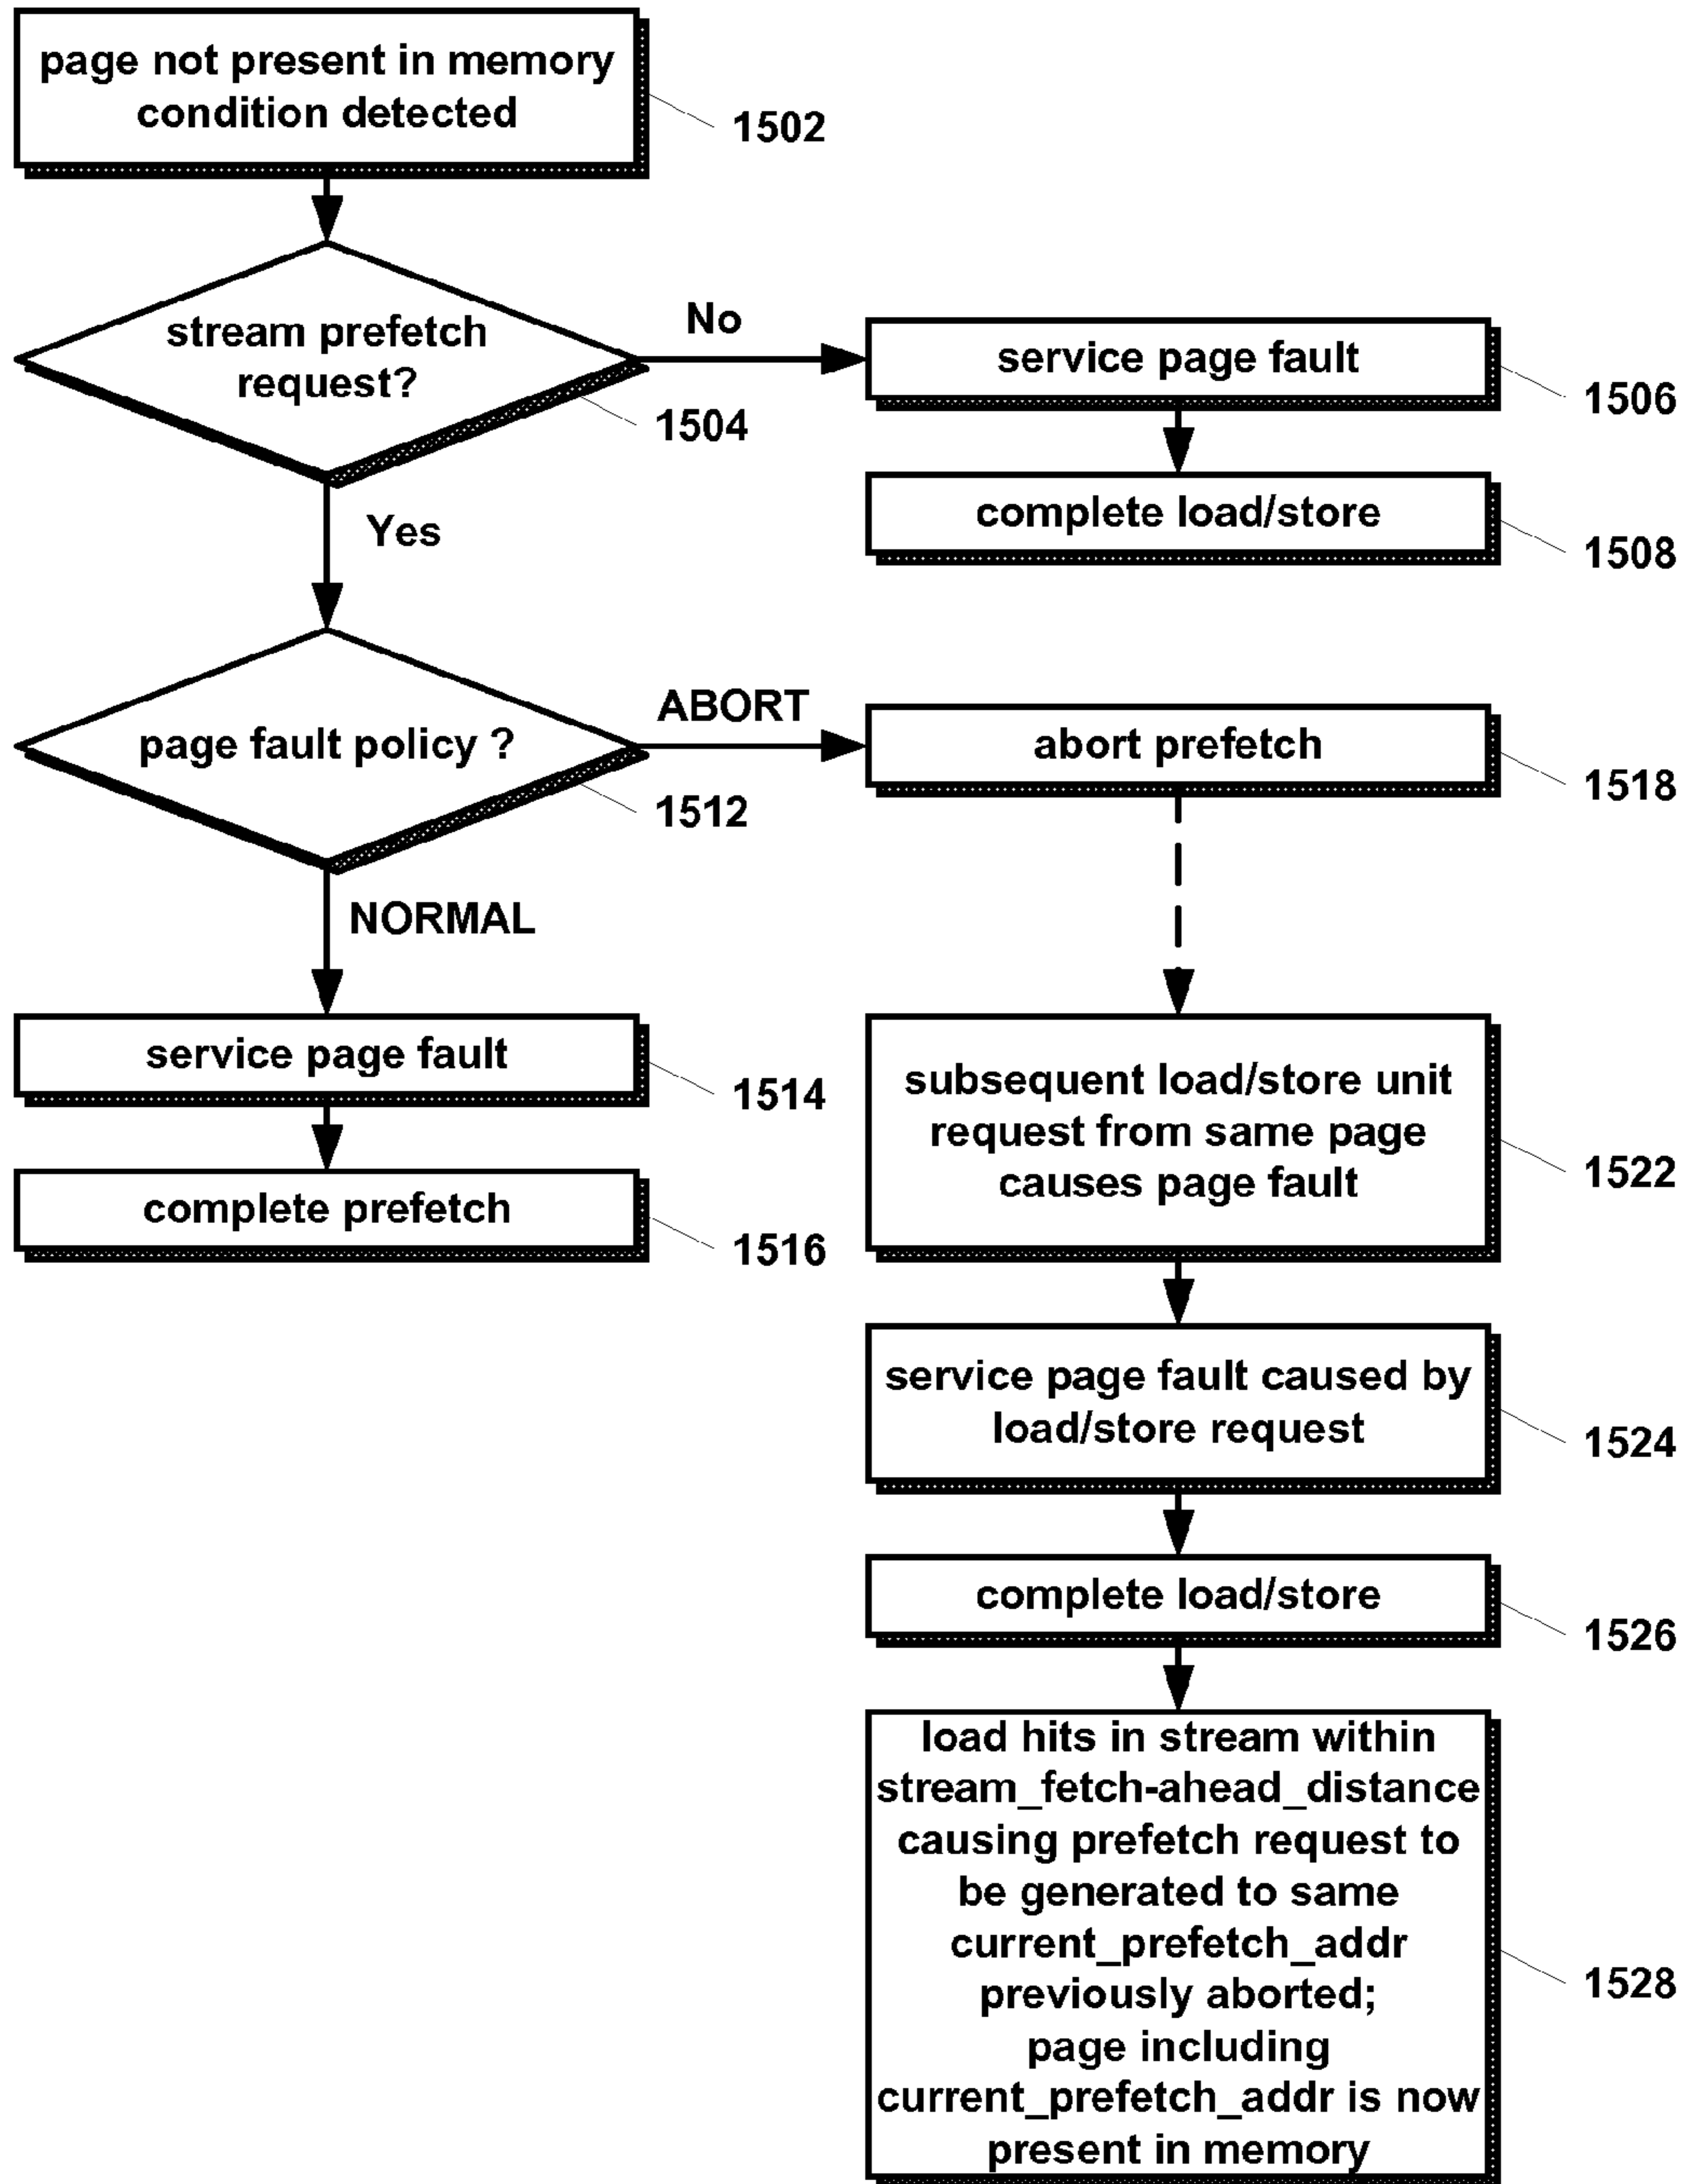 page not present in memory
condition detected
1502
stream prefetch
request?
1504
No
service page fault
1506
complete load/store
1508
Yes
page fault policy ?
1512
ABORT
abort prefetch
1518
NORMAL
service page fault
1514
complete prefetch
1516
subsequent load/store unit
request from same page
causes page fault
1522
service page fault caused by
load/store request
1524
complete load/store
1526
load hits in stream within
stream_fetch-ahead_distance
causing prefetch request to
be generated to same
current_prefetch_addr
previously aborted;
page including
current_prefetch_addr is now
present in memory
1528